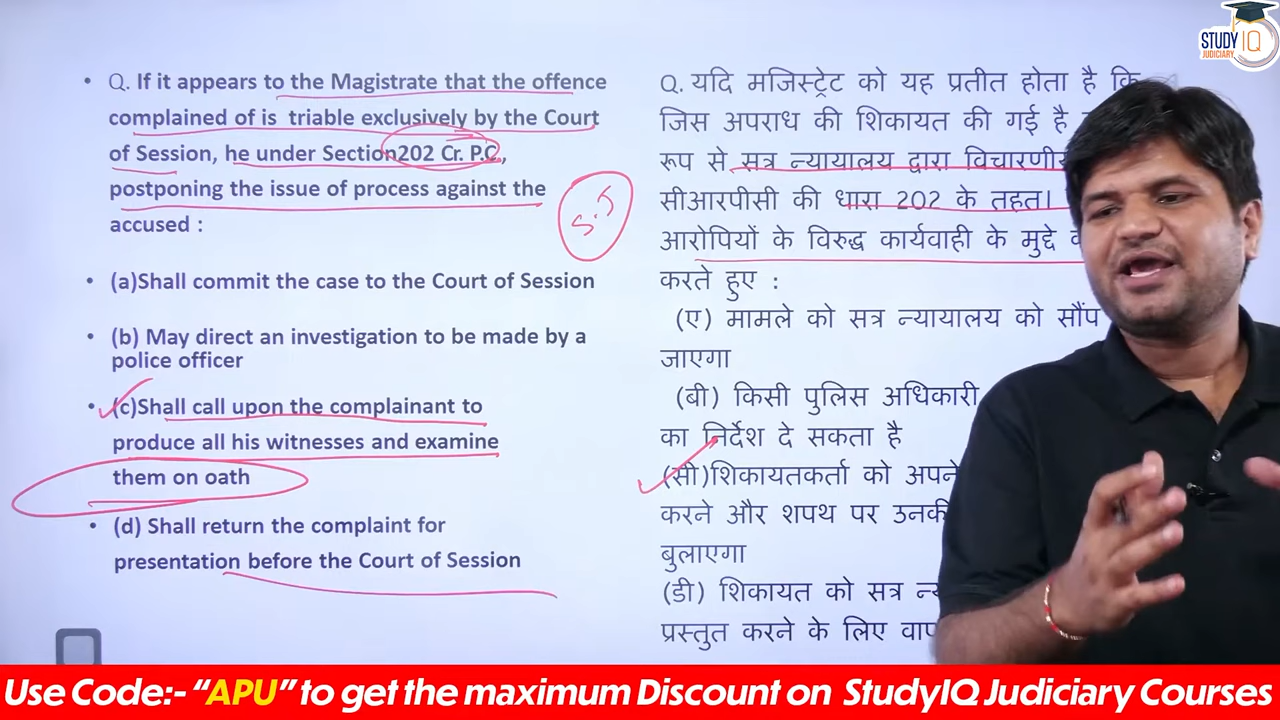 STUDY IQ
JUDICIARY
• Q. If it appears to the Magistrate that the offence
complained of is triable exclusively by the Court
of Session, he under Section202 Cr. P.C,
postponing the issue of process against the
accused :
S.J
• (a)Shall commit the case to the Court of Session
• (b) May direct an investigation to be made by a
police officer
• (c)Shall call upon the complainant to
produce all his witnesses and examine
them on oath
• (d) Shall return the complaint for
presentation before the Court of Session
Q. यदि मजिस्ट्रेट को यह प्रतीत होता है कि
जिस अपराध की शिकायत की गई है
रूप से सत्र न्यायालय द्वारा विचारणीय
सीआरपीसी की धारा 202 के तहत।
आरोपियों के विरुद्ध कार्यवाही के मुद्दे
करते हुए :
(ए) मामले को सत्र न्यायालय को सौंप
जाएगा
(बी) किसी पुलिस अधिकारी
का निर्देश दे सकता है
(सी)शिकायतकर्ता को अपने
करने और शपथ पर उनकी
बुलाएगा
(डी) शिकायत को सत्र
प्रस्तुत करने के लिए
Use Code:- “APU” to get the maximum Discount on StudyIQ Judiciary Courses